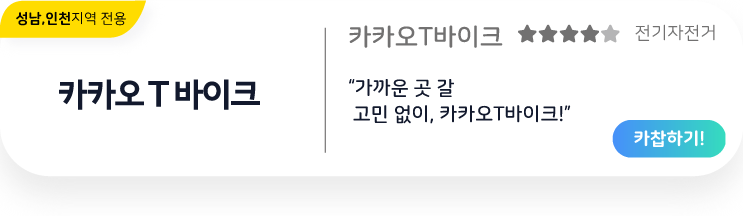 성남,인천지역 전용
카카오 T 바이크
카카오T바이크 ★★★★★ 전기자전거
“가까운 곳 갈
고민 없이, 카카오T바이크!”
카찹하기!